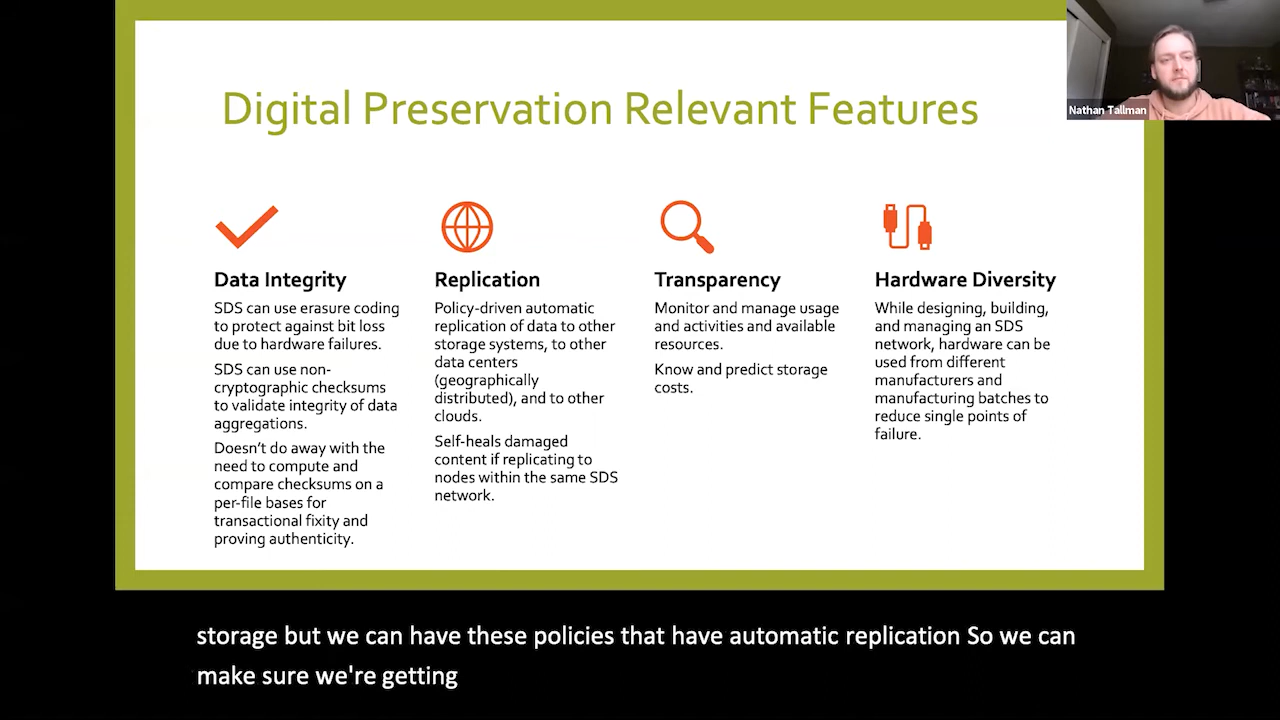 Digital Preservation Relevant Features
Nathan Tallman
Data Integrity
SDS can use erasure coding
to protect against bit loss
due to hardware failures.
SDS can use non-
cryptographic checksums
to validate integrity of data
aggregations.
Doesn't do away with the
need to compute and
compare checksums on a
per-file bases for
transactional fixity and
proving authenticity.
Replication
Policy-driven automatic
replication of data to other
storage systems, to other
data centers
(geographically
distributed), and to other
clouds.
Self-heals damaged
content if replicating to
nodes within the same SDS
network.
Transparency
Monitor and manage usage
and activities and available
resources.
Know and predict storage
costs.
Hardware Diversity
While designing, building,
and managing an SDS
network, hardware can be
used from different
manufacturers and
manufacturing batches to
reduce single points of
failure.
storage but we can have these policies that have automatic replication So we can
make sure we're getting